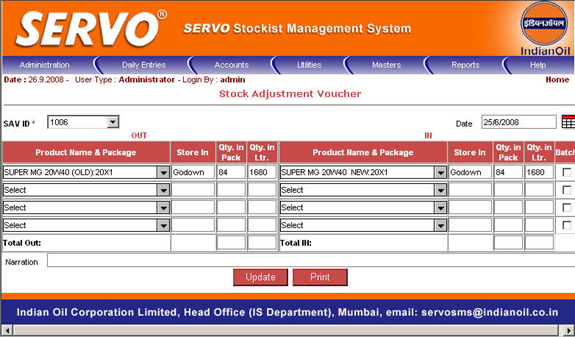 SERVO®
SERVO Stockist Management System
इंडियनऑयल
IndianOil
Administration Daily Entries Accounts Utilities Masters Reports Help
Date : 26.9.2008 - User Type : Administrator - Login By : admin Home
Stock Adjustment Voucher
SAV ID * 1006 Date 25/6/2008
OUT IN
Product Name & Package Store In Qty. in Pack Qty. in Ltr. Product Name & Package Store In Qty. in Pack Qty. in Ltr. Batch
SUPER MG 20W40 (OLD):20X1 Godown 84 1680 SUPER MG 20W40 NEW:20X1 Godown 84 1680
Select Select
Select Select
Select Select
Total Out: Total IN:
Narration
Update Print
Indian Oil Corporation Limited, Head Office (IS Department), Mumbai, email: servosms@indianoil.co.in